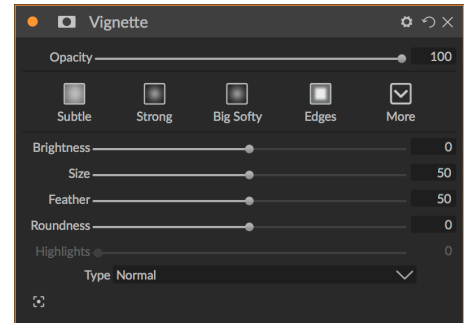 Vignette
Opacity 100
Subtle Strong Big Softy Edges More
Brightness 0
Size 50
Feather 50
Roundness 0
Highlights 0
Type Normal